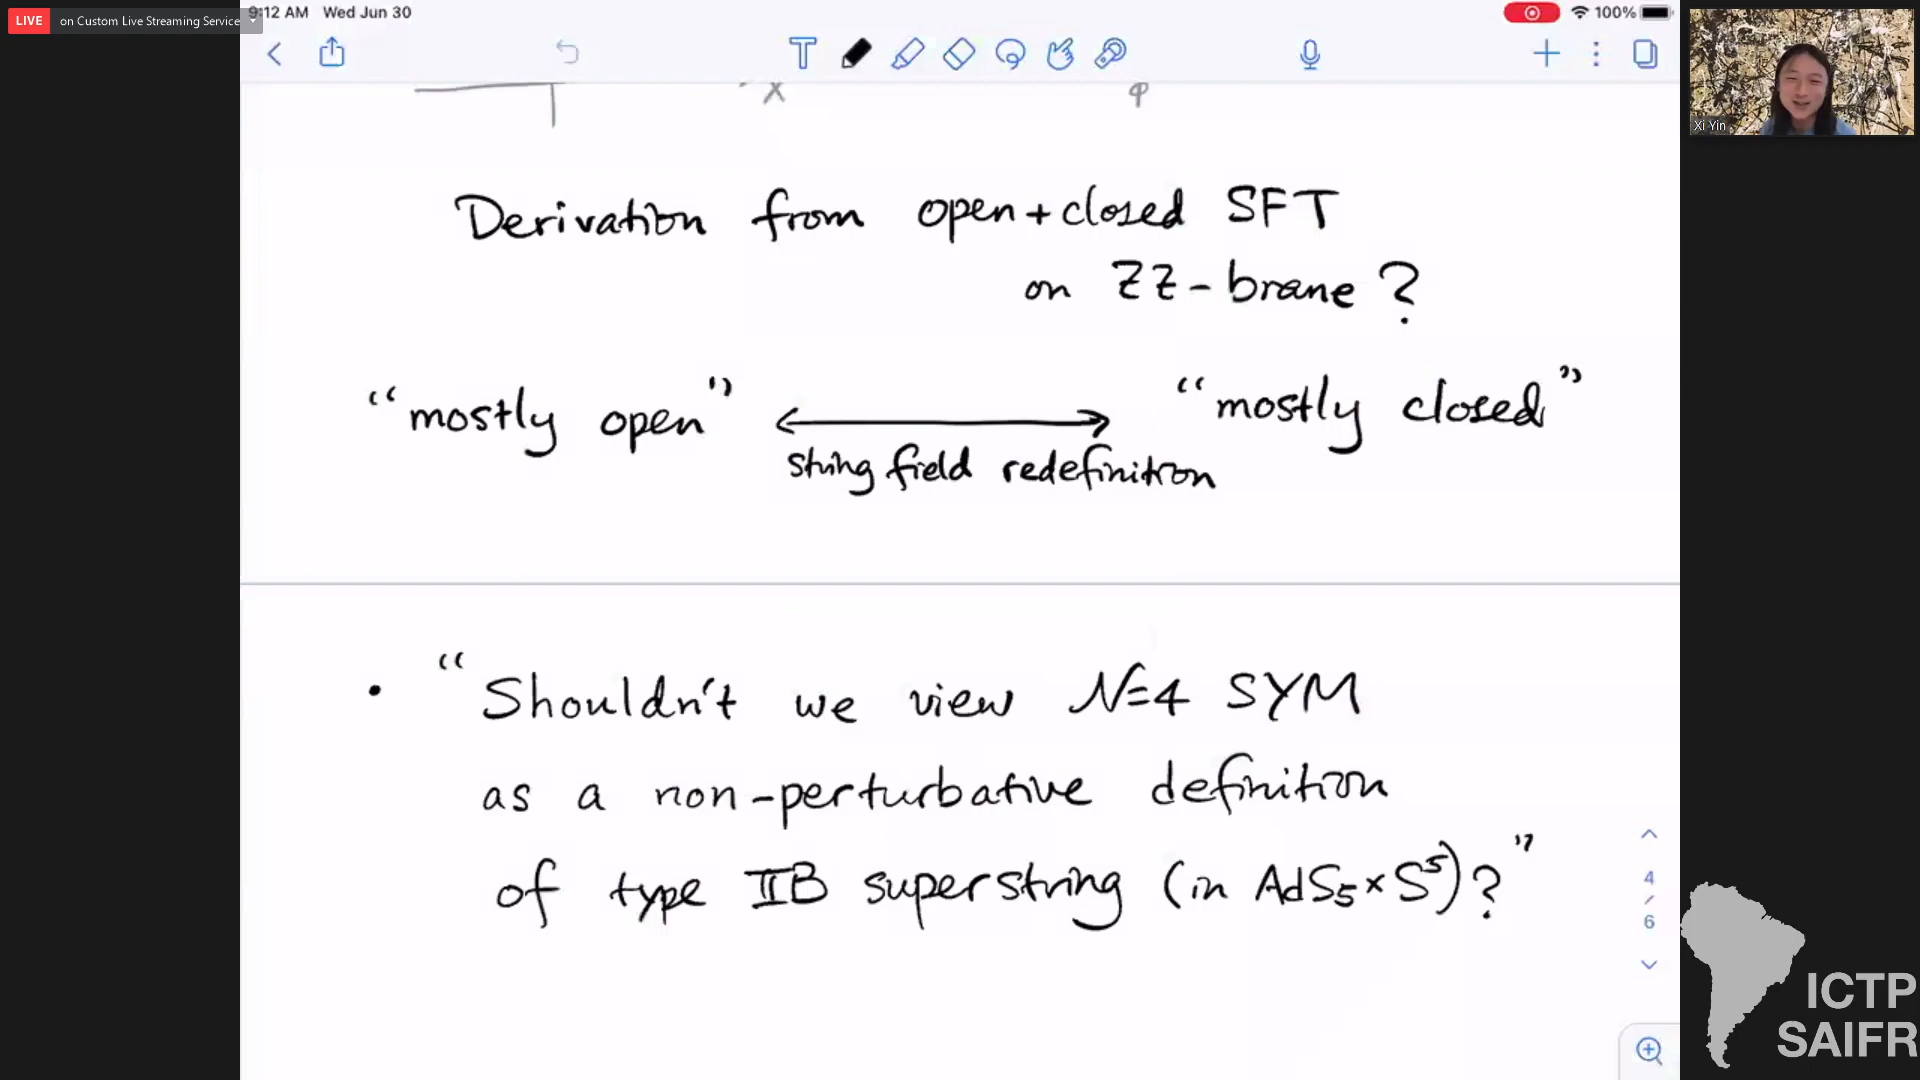 LIVE on Custom Live Streaming Service
9:12 AM Wed Jun 30
100%
T
x
φ
Xi Yin
Derivation from open+closed SFT
on ZZ-brane?
"mostly open" "mostly closed"
string field redefinition
• "Shouldn't we view N=4 SYM
as a non-perturbative definition
of type IIB superstring (in AdS5×S5)?"
4
/
6
ICTP
SAIFR